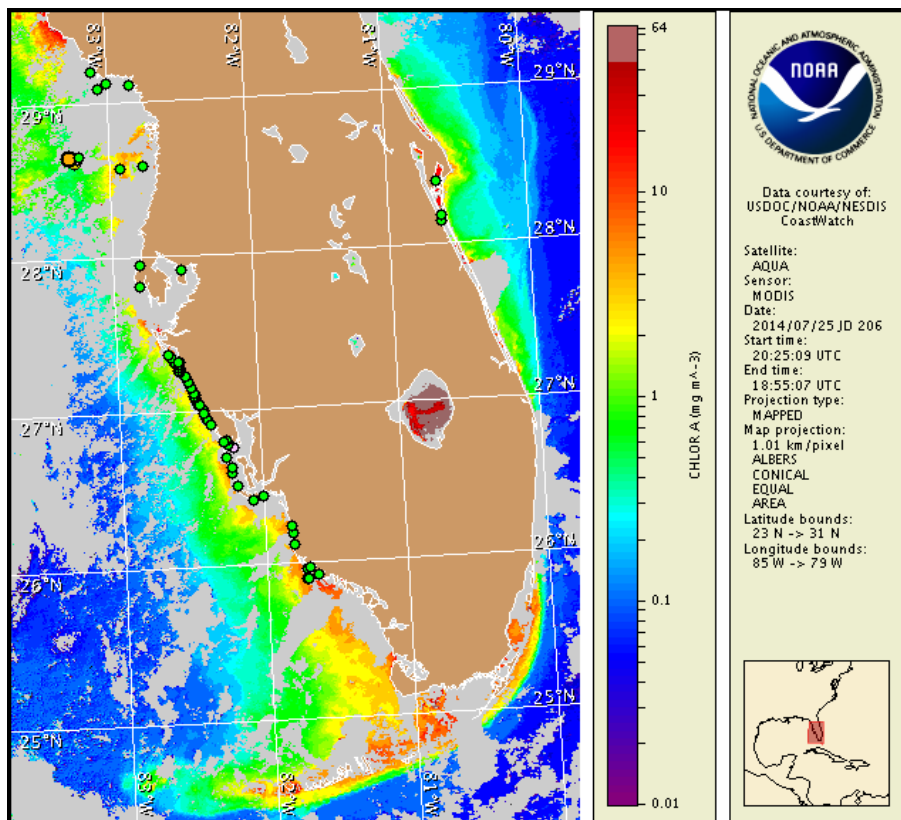 83°W
82°W
81°W
80°W
29°N
29°N
28°N
28°N
27°N
27°N
26°N
26°N
25°N
25°N
83°W
82°W
81°W
64
10
1
0.1
0.01
CHLOR A (mg m^-3)
NATIONAL OCEANIC AND ATMOSPHERIC ADMINISTRATION
NOAA
U.S. DEPARTMENT OF COMMERCE
Data courtesy of:
USDOC/NOAA/NESDIS
CoastWatch
Satellite:
AQUA
Sensor:
MODIS
Date:
2014/07/25 JD 206
Start time:
20:25:09 UTC
End time:
18:55:07 UTC
Projection type:
MAPPED
Map projection:
1.01 km/pixel
ALBERS
CONICAL
EQUAL
AREA
Latitude bounds:
23 N -> 31 N
Longitude bounds:
85 W -> 79 W